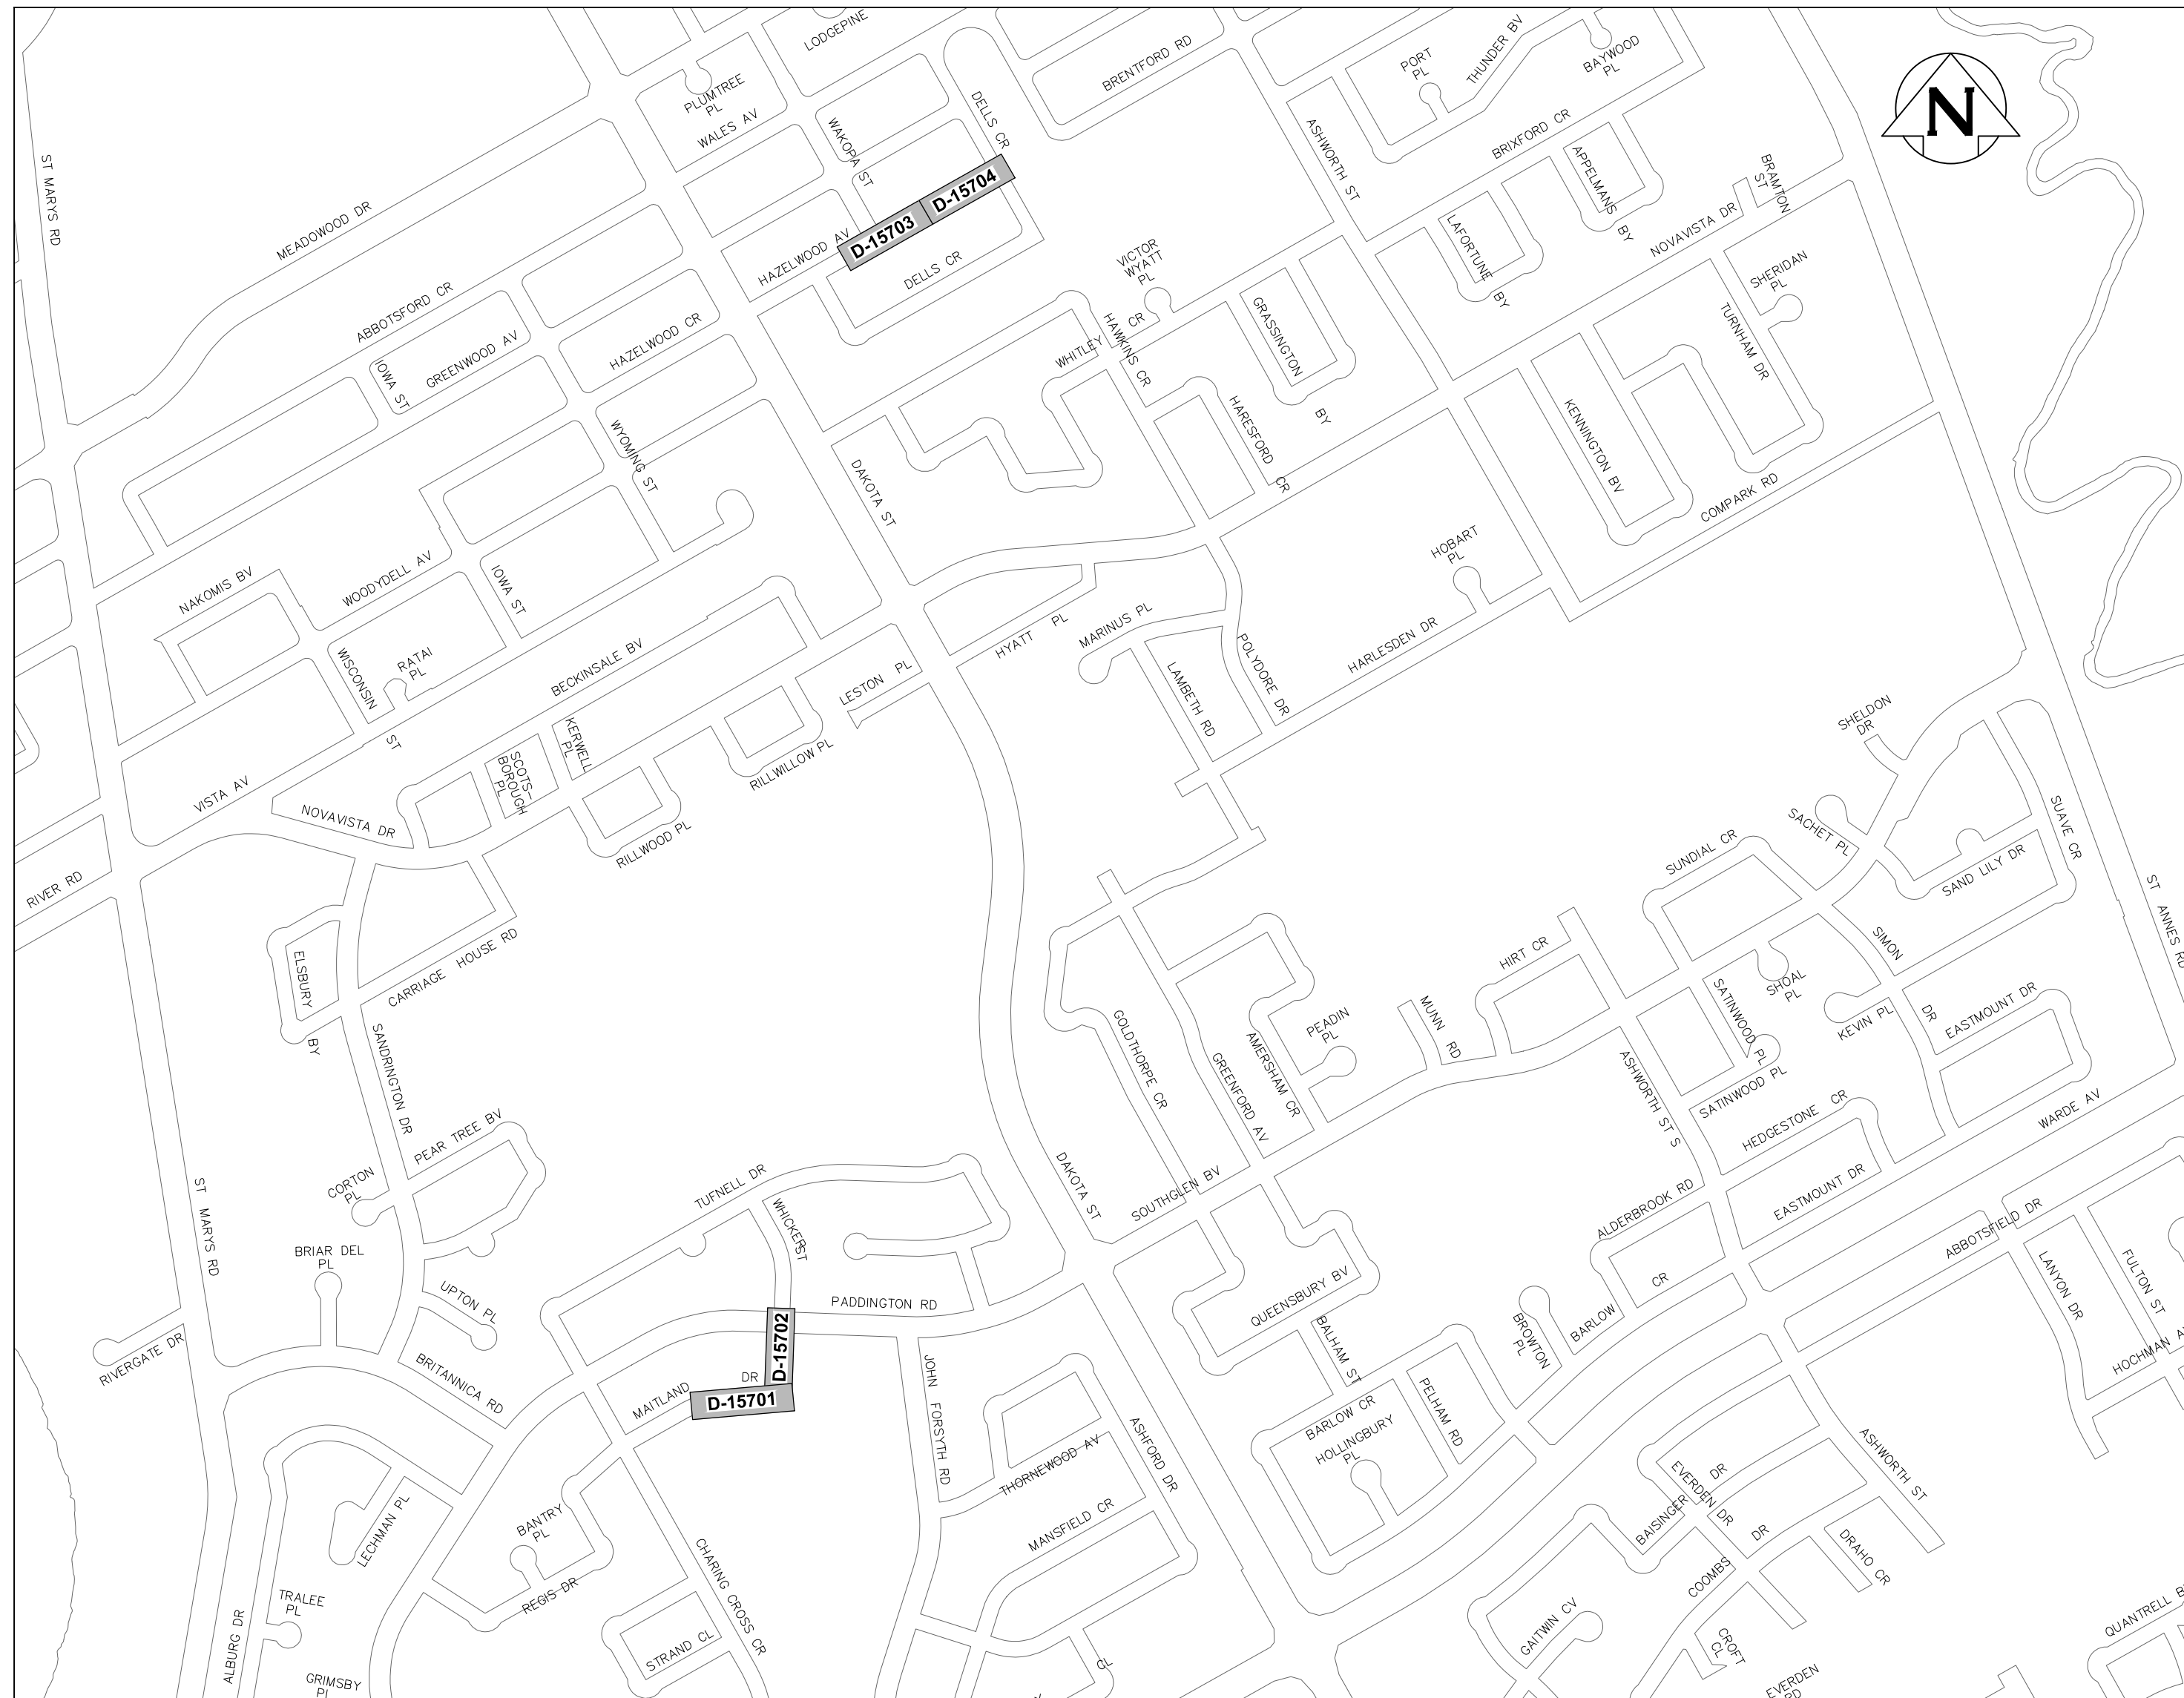 LODGEPINE
PLUMTREE
PL
WALES AV
WAKOPA ST
DELLS CR
BRENTFORD RD
PORT
PL
THUNDER BV
BAYWOOD
PL
N
ST MARYS RD
MEADOWOOD DR
ASHWORTH ST
BRIXFORD CR
APPELMANS BY
BRAMTON
ST
D-15704
D-15703
HAZELWOOD AV
DELLS CR
LAFORTUNE BY
NOVAVISTA DR
SHERIDAN
PL
VICTOR
WYATT
PL
ABBOTSFORD CR
GREENWOOD AV
IOWA ST
HAZELWOOD CR
WHITLEY CR
HAWKINS CR
GRASSINGTON BY
TURNHAM DR
WYOMING ST
HARESFORD CR
KENNINGTON BV
COMPARK RD
DAKOTA ST
NAKOMIS BV
WOODYDELL AV
IOWA ST
HOBART
PL
WISCONSIN ST
RATAI
PL
BECKINSALE BV
HYATT PL
MARINUS PL
POLYDORE DR
HARLESDEN DR
LAMBETH RD
LESTON PL
KERWELL
PL
SCOTS-
BOROUGH
PL
RILLWILLOW PL
VISTA AV
NOVAVISTA DR
RILLWOOD PL
SHELDON
DR
SACHET PL
SUAVE CR
SUNDIAL CR
SAND LILY DR
RIVER RD
ST ANNES RD
CARRIAGE HOUSE RD
ELSBURY BY
SANDRINGTON DR
HIRT CR
SIMON DR
SHOAL
PL
SATINWOOD PL
KEVIN PL
EASTMOUNT DR
MUNN RD
PEADIN
PL
GOLDTHORPE CR
GREENFORD AV
AMERSHAM CR
ASHWORTH ST S
SATINWOOD PL
HEDGESTONE CR
WARDE AV
PEAR TREE BV
CORTON
PL
TUFNELL DR
WHICKER ST
DAKOTA ST
SOUTHGLEN BV
ALDERBROOK RD
EASTMOUNT DR
ABBOTSFIELD DR
ST MARYS RD
BRIAR DEL
PL
UPTON PL
PADDINGTON RD
QUEENSBURY BV
BARLOW CR
LANYON DR
FULTON ST
RIVERGATE DR
BRITANNICA RD
D-15702
MAITLAND DR
D-15701
JOHN FORSYTH RD
BALHAM ST
BROWTON
PL
HOCHMAN A
BARLOW CR
PELHAM RD
HOLLINGBURY
PL
ASHFORD DR
THORNEWOOD AV
MANSFIELD CR
ASHWORTH ST
EVERDEN DR
BAISINGER DR
LECHMAN PL
BANTRY
PL
REGIS DR
CHARING CROSS CR
STRAND CL
COOMBS DR
DRAHO CR
TRALEE
PL
ALBURG DR
GRIMSBY
PL
CL
GAITWIN CV
CROFT
CL
EVERDEN
RD
QUANTRELL B